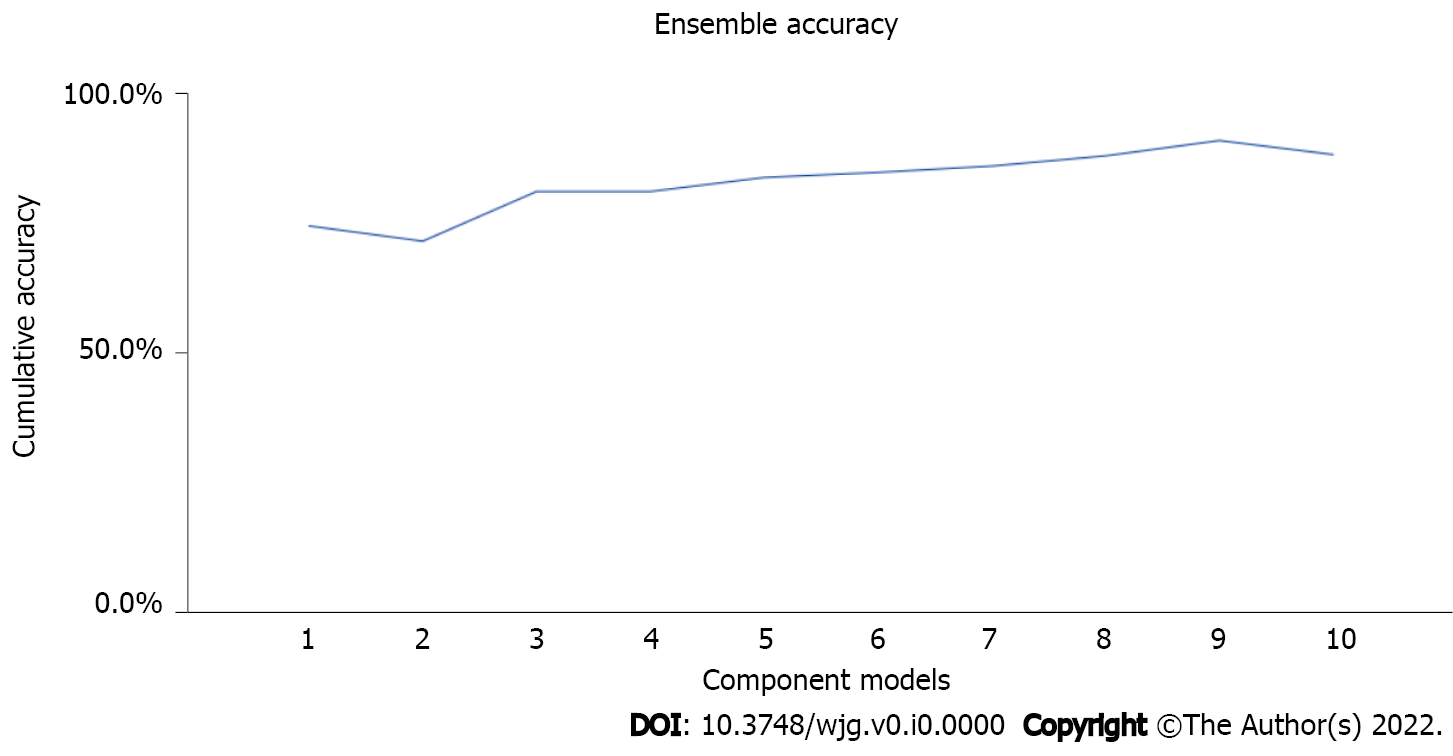 Ensemble accuracy
100.0%
50.0%
0.0%
Cumulative accuracy
1 2 3 4 5 6 7 8 9 10
Component models
DOI: 10.3748/wjg.v0.i0.0000 Copyright ©The Author(s) 2022.